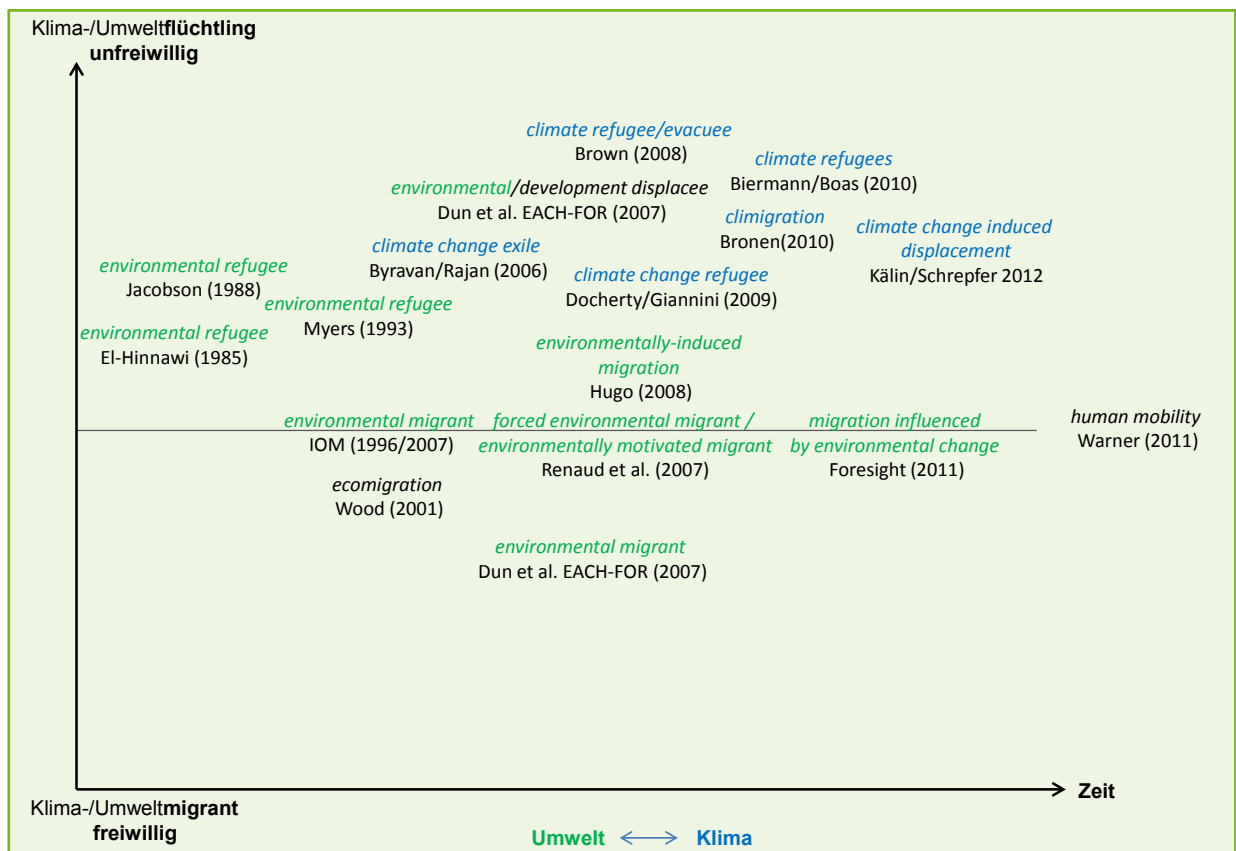 Klima-/Umweltflüchtling
unfreiwillig
climate refugee/evacuee
Brown (2008)
climate refugees
Biermann/Boas (2010)
environmental/development displacee
Dun et al. EACH-FOR (2007)
climigration
Bronen(2010)
climate change induced
displacement
Kälin/Schrepfer 2012
climate change exile
Byravan/Rajan (2006)
environmental refugee
Jacobson (1988)
climate change refugee
Docherty/Giannini (2009)
environmental refugee
Myers (1993)
environmental refugee
El-Hinnawi (1985)
environmentally-induced
migration
Hugo (2008)
environmental migrant
IOM (1996/2007)
forced environmental migrant /
environmentally motivated migrant
Renaud et al. (2007)
migration influenced
by environmental change
Foresight (2011)
human mobility
Warner (2011)
ecomigration
Wood (2001)
environmental migrant
Dun et al. EACH-FOR (2007)
Zeit
Klima-/Umweltmigrant
freiwillig
Umwelt Klima